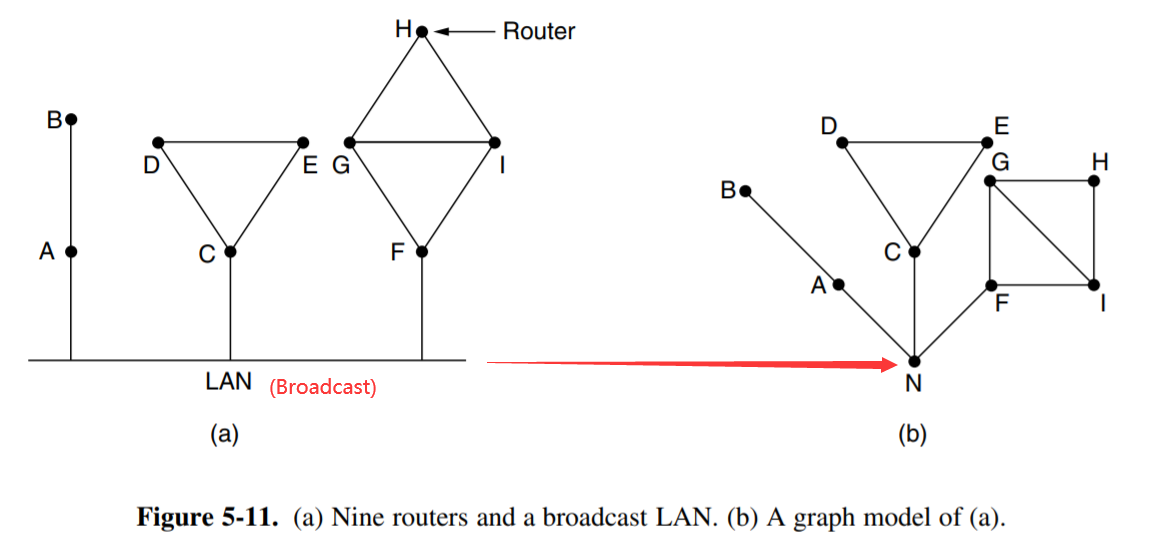 H
Router
B
D
E
G
I
A
C
F
LAN
(Broadcast)
(a)
D
E
G
H
B
C
A
F
I
N
(b)
Figure 5-11. (a) Nine routers and a broadcast LAN. (b) A graph model of (a).